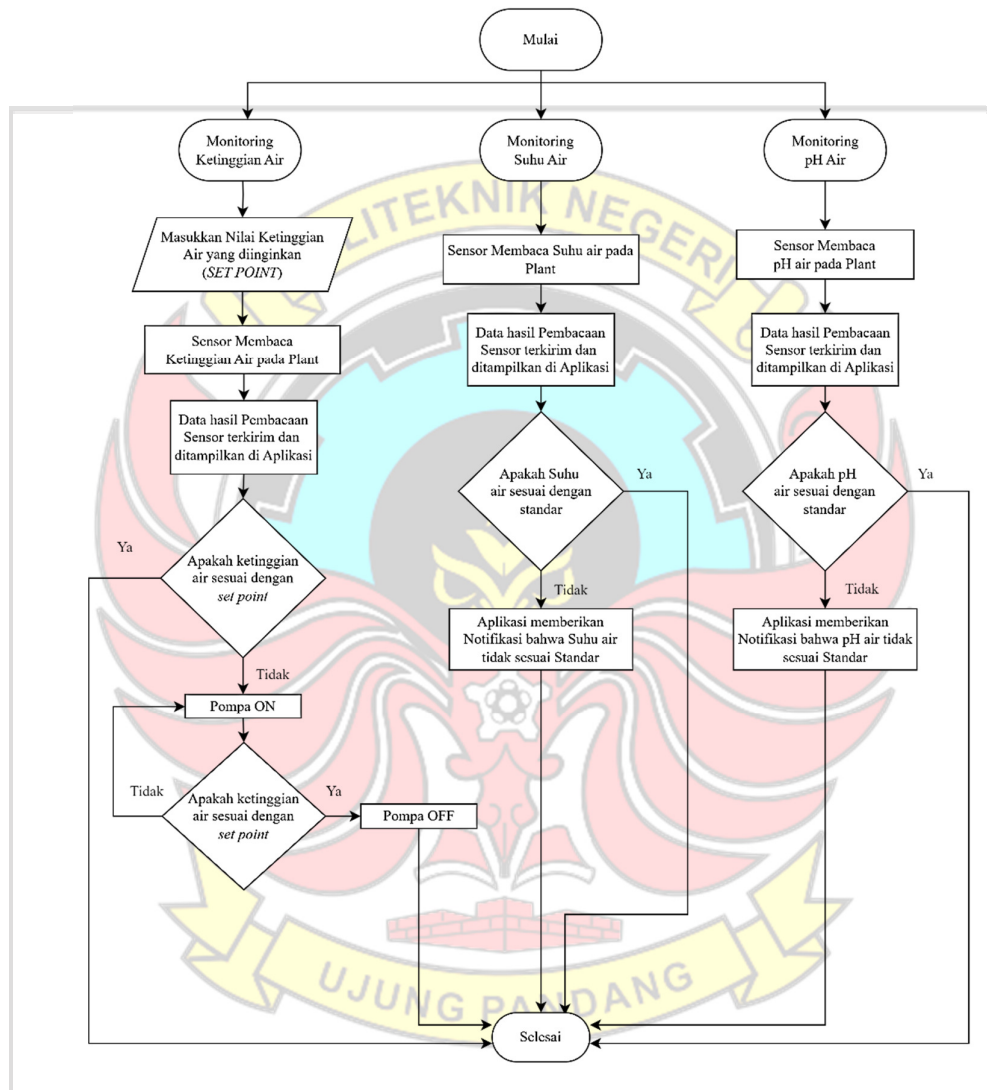 Mulai
Monitoring
Ketinggian Air
Monitoring
Suhu Air
Monitoring
pH Air
Masukkan Nilai Ketinggian
Air yang diinginkan
(SET POINT)
Sensor Membaca Suhu air pada
Plant
Sensor Membaca
pH air pada Plant
Sensor Membaca
Ketinggian Air pada Plant
Data hasil Pembacaan
Sensor terkirim dan
ditampilkan di Aplikasi
Data hasil Pembacaan
Sensor terkirim dan
ditampilkan di Aplikasi
Data hasil Pembacaan
Sensor terkirim dan
ditampilkan di Aplikasi
Apakah ketinggian
air sesuai dengan
set point
Ya
Tidak
Apakah Suhu
air sesuai dengan
standar
Ya
Tidak
Apakah pH
air sesuai dengan
standar
Ya
Tidak
Aplikasi memberikan
Notifikasi bahwa Suhu air
tidak sesuai Standar
Aplikasi memberikan
Notifikasi bahwa pH air tidak
sesuai Standar
Pompa ON
Apakah ketinggian
air sesuai dengan
set point
Tidak
Ya
Pompa OFF
Selesai
LITEKNIK NEGERI
UJUNG PANDANG